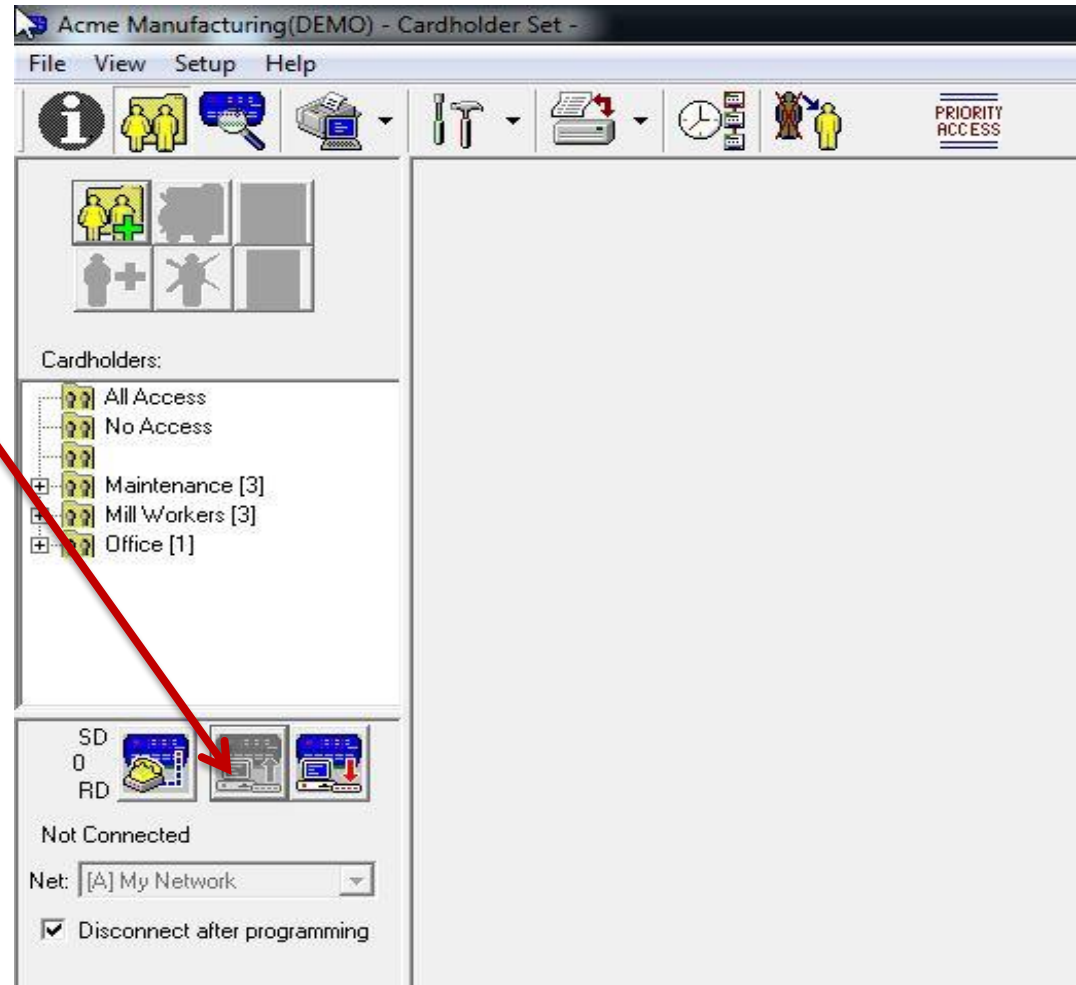 Acme Manufacturing(DEMO) - Cardholder Set -
File View Setup Help
PRIORITY
ACCESS
Cardholders:
All Access
No Access
Maintenance [3]
Mill Workers [3]
Office [1]
SD
0
RD
Not Connected
Net: [A] My Network
Disconnect after programming